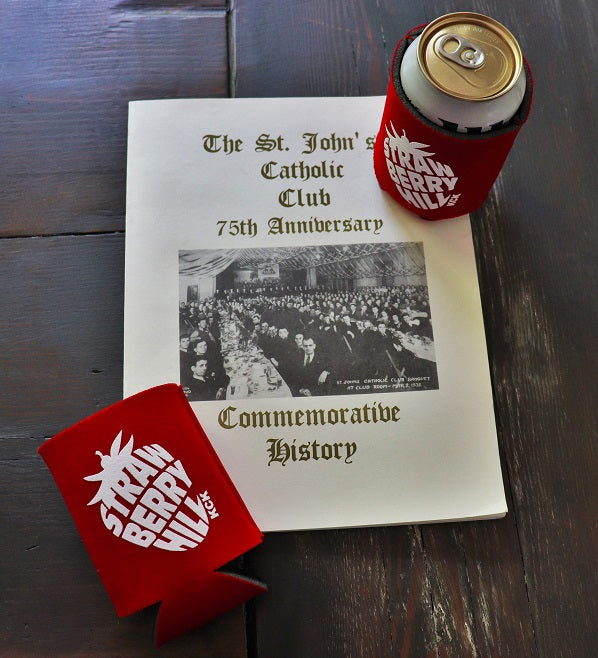 The St. John's
Catholic
Club
75th Anniversary
ST JOHNS CATHOLIC CLUB BANQUET
AT CLUB ROOM
Commemorative
History
STRAW
BERRY
HILL
KCK
STRAW
BERRY
HILL
KCK